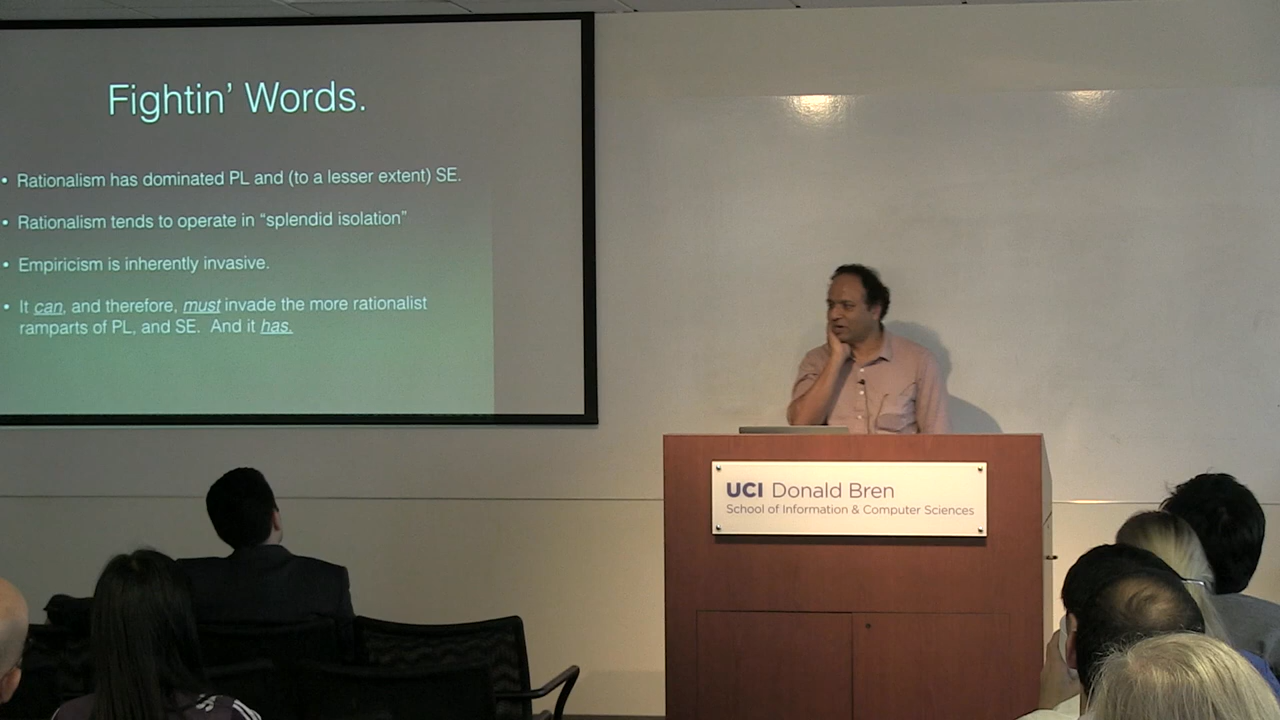 Fightin' Words.
• Rationalism has dominated PL and (to a lesser extent) SE.
• Rationalism tends to operate in “splendid isolation”
• Empiricism is inherently invasive.
• It can, and therefore, must invade the more rationalist
ramparts of PL, and SE. And it has.
UCI Donald Bren
School of Information & Computer Sciences